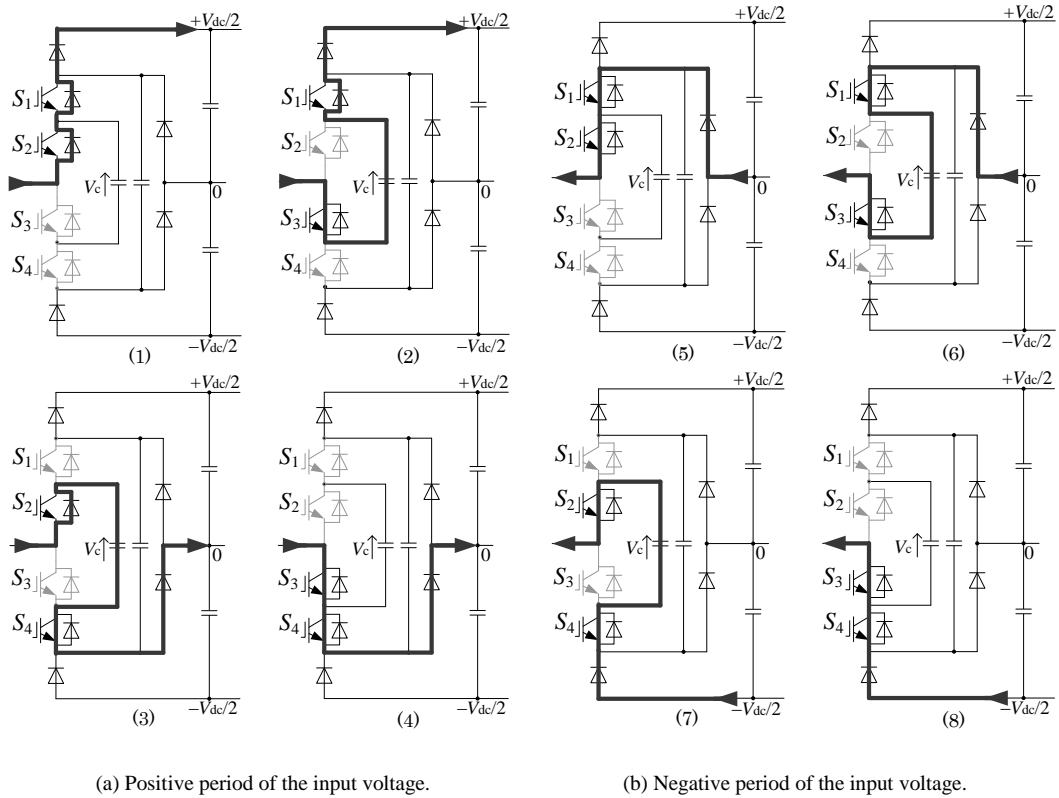 +Vdc/2
S1
S2
Vc
0
S3
S4
−Vdc/2
(1)
+Vdc/2
S1
S2
Vc
0
S3
S4
−Vdc/2
(2)
+Vdc/2
S1
S2
Vc
0
S3
S4
−Vdc/2
(5)
+Vdc/2
S1
S2
Vc
0
S3
S4
−Vdc/2
(6)
+Vdc/2
S1
S2
Vc
0
S3
S4
−Vdc/2
(3)
+Vdc/2
S1
S2
Vc
0
S3
S4
−Vdc/2
(4)
+Vdc/2
S1
S2
Vc
0
S3
S4
−Vdc/2
(7)
+Vdc/2
S1
S2
Vc
0
S3
S4
−Vdc/2
(8)
(a) Positive period of the input voltage.
(b) Negative period of the input voltage.